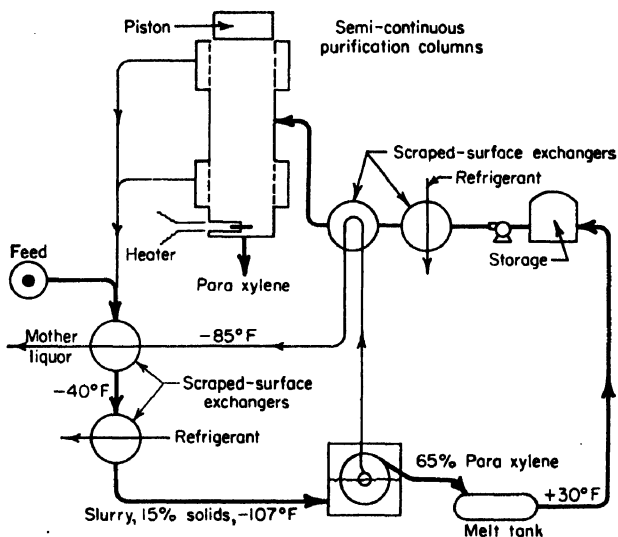 Piston
Semi-continuous
purification columns
Scraped-surface exchangers
Refrigerant
Heater
Storage
Feed
Para xylene
Mother
liquor
-85°F
-40°F
Scraped-surface
exchangers
Refrigerant
65% Para xylene
+30°F
Slurry, 15% solids, -107°F
Melt tank